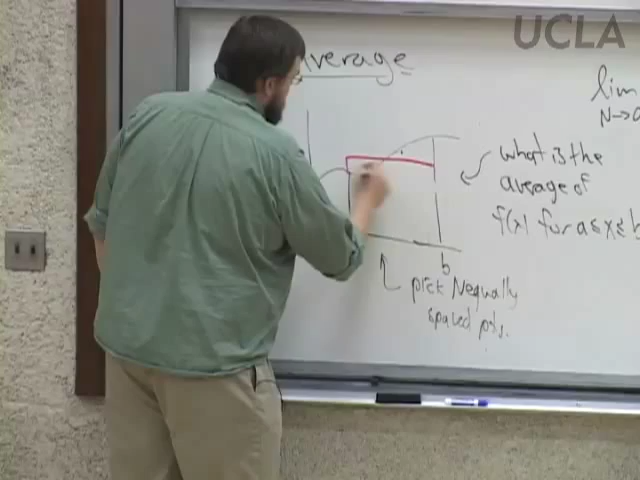 UCLA
Average
lim
N→
what is the
average of
f(x) for a≤x≤b
b
pick N equally
spaced pts.